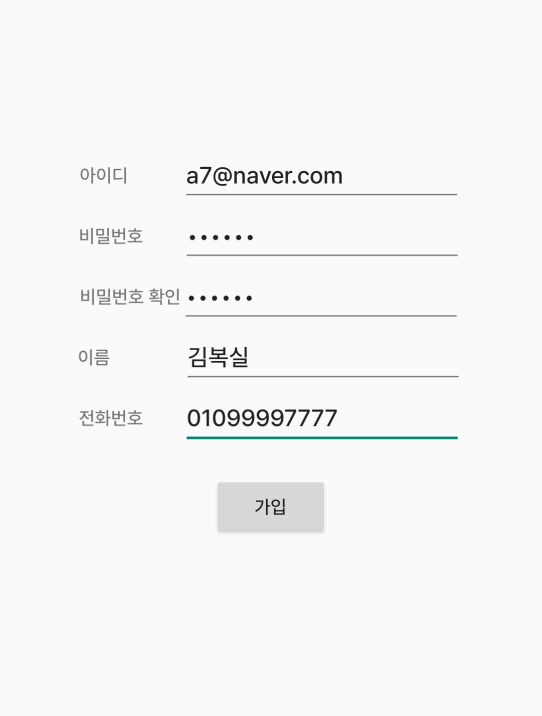 아이디 a7@naver.com
비밀번호 ••••••
비밀번호 확인 ••••••
이름 김복실
전화번호 01099997777
가입